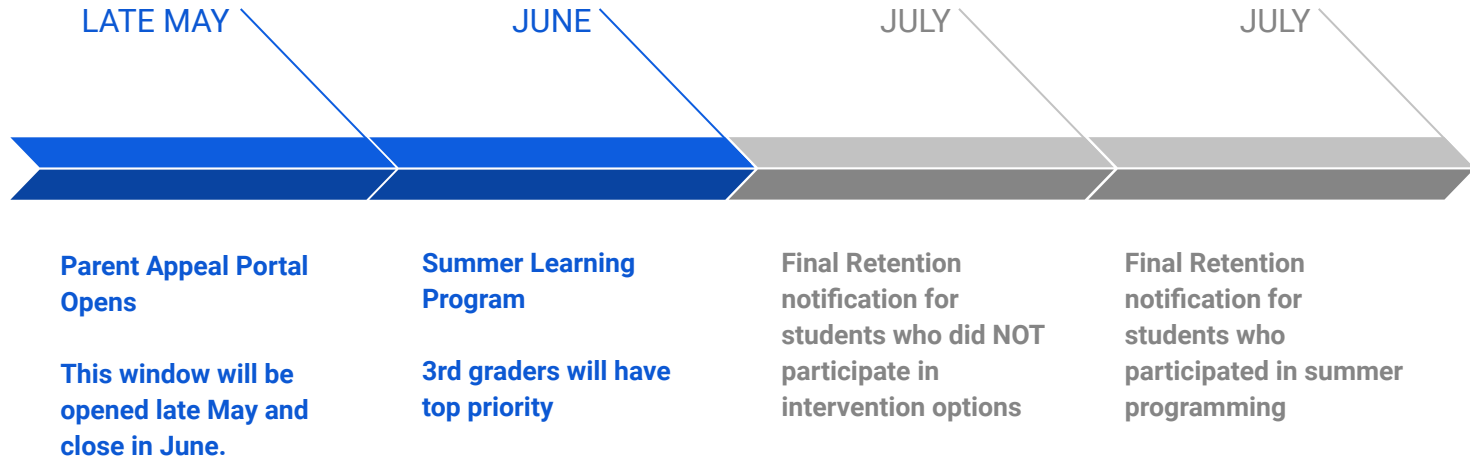 LATE MAY
JUNE
JULY
JULY
Parent Appeal Portal
Opens
This window will be
opened late May and
close in June.
Summer Learning
Program
3rd graders will have
top priority
Final Retention
notification for
students who did NOT
participate in
intervention options
Final Retention
notification for
students who
participated in summer
programming